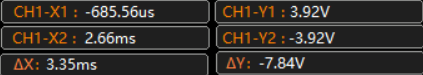 CH1-X1 : -685.56us CH1-Y1 : 3.92V
CH1-X2 : 2.66ms CH1-Y2 : -3.92V
ΔX: 3.35ms ΔY: -7.84V